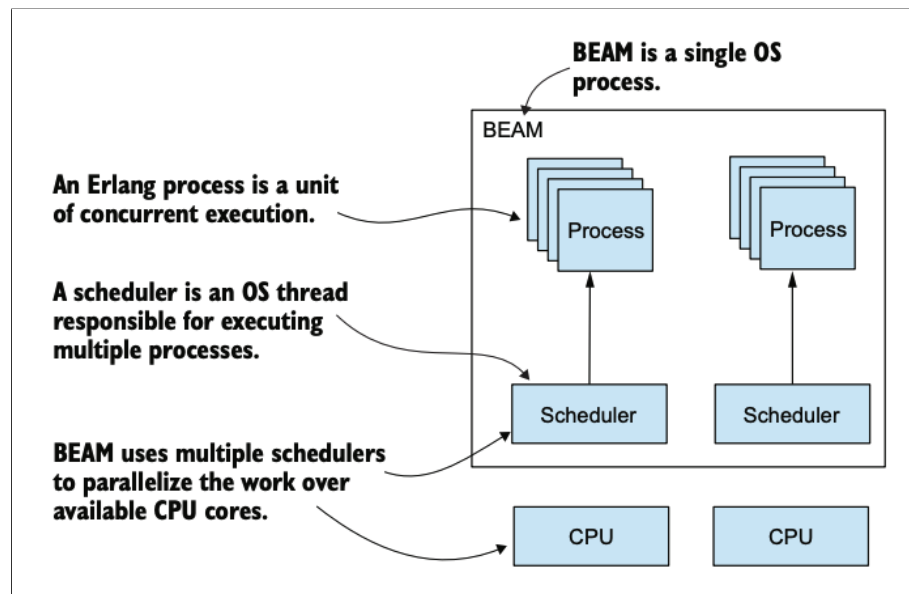 BEAM is a single OS
process.
BEAM
An Erlang process is a unit
of concurrent execution.
Process
Process
A scheduler is an OS thread
responsible for executing
multiple processes.
Scheduler
Scheduler
BEAM uses multiple schedulers
to parallelize the work over
available CPU cores.
CPU
CPU